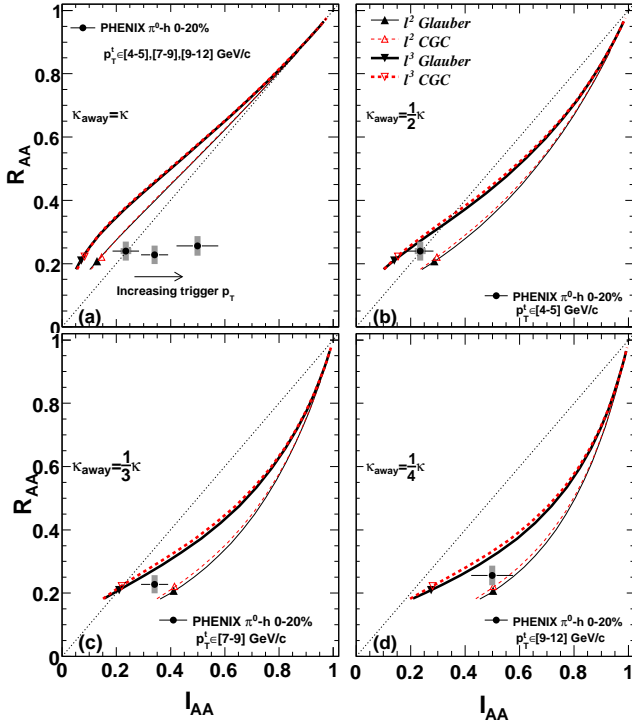 PHENIX π⁰-h 0-20%
p_T^t∈[4-5],[7-9],[9-12] GeV/c
κ_away=κ
Increasing trigger p_T
(a)
R_AA
1
0.8
0.6
0.4
0.2
0
l² Glauber
l² CGC
l³ Glauber
l³ CGC
κ_away=½κ
PHENIX π⁰-h 0-20%
p_T^t∈[4-5] GeV/c
(b)
κ_away=⅓κ
PHENIX π⁰-h 0-20%
p_T^t∈[7-9] GeV/c
(c)
R_AA
1
0.8
0.6
0.4
0.2
0
0 0.2 0.4 0.6 0.8 1
I_AA
κ_away=¼κ
PHENIX π⁰-h 0-20%
p_T^t∈[9-12] GeV/c
(d)
0.2 0.4 0.6 0.8 1
I_AA